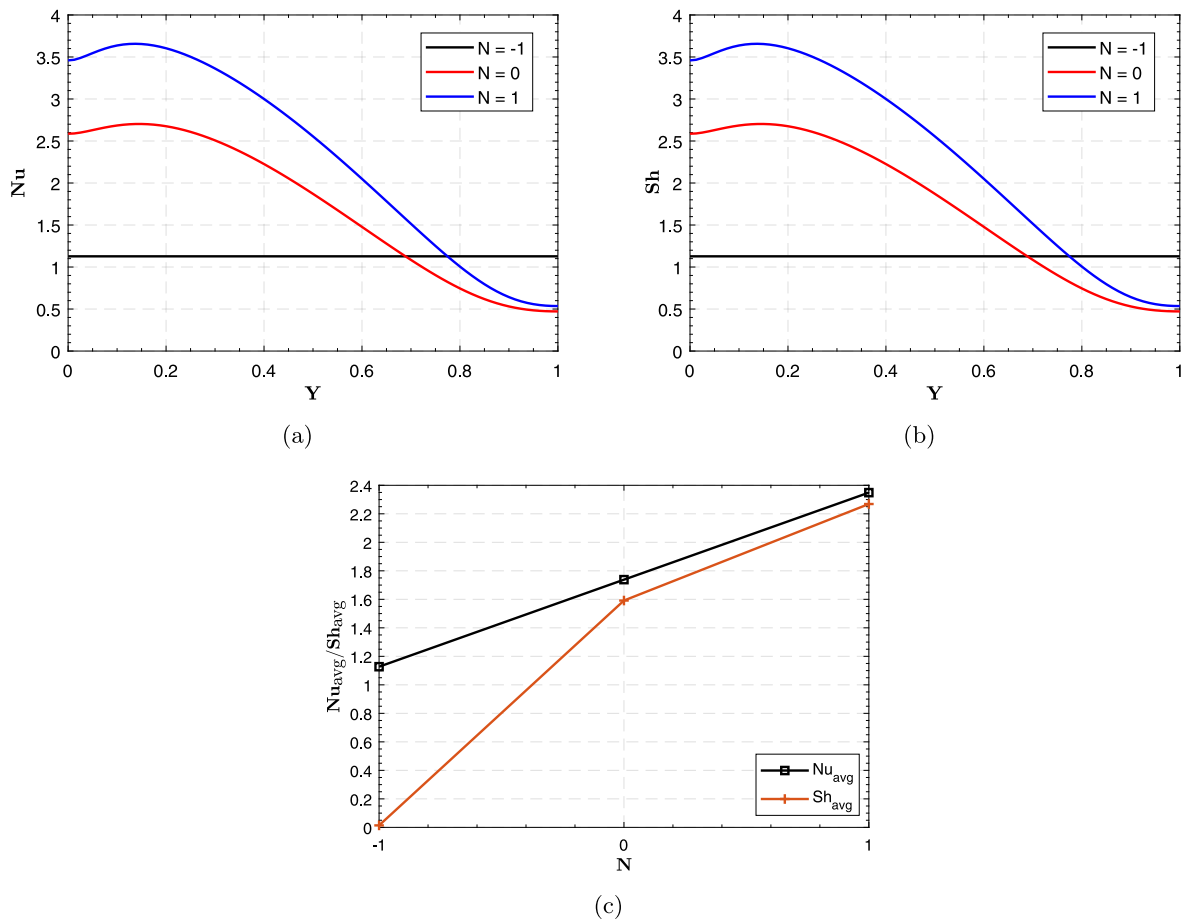 4
3.5
3
2.5
2
1.5
1
0.5
0
Nu
N = -1
N = 0
N = 1
0 0.2 0.4 0.6 0.8 1
Y
(a)
4
3.5
3
2.5
2
1.5
1
0.5
0
Sh
N = -1
N = 0
N = 1
0 0.2 0.4 0.6 0.8 1
Y
(b)
2.4
2.2
2
1.8
1.6
1.4
1.2
1
0.8
0.6
0.4
0.2
0
Nuavg/Shavg
Nuavg
Shavg
-1 0 1
N
(c)